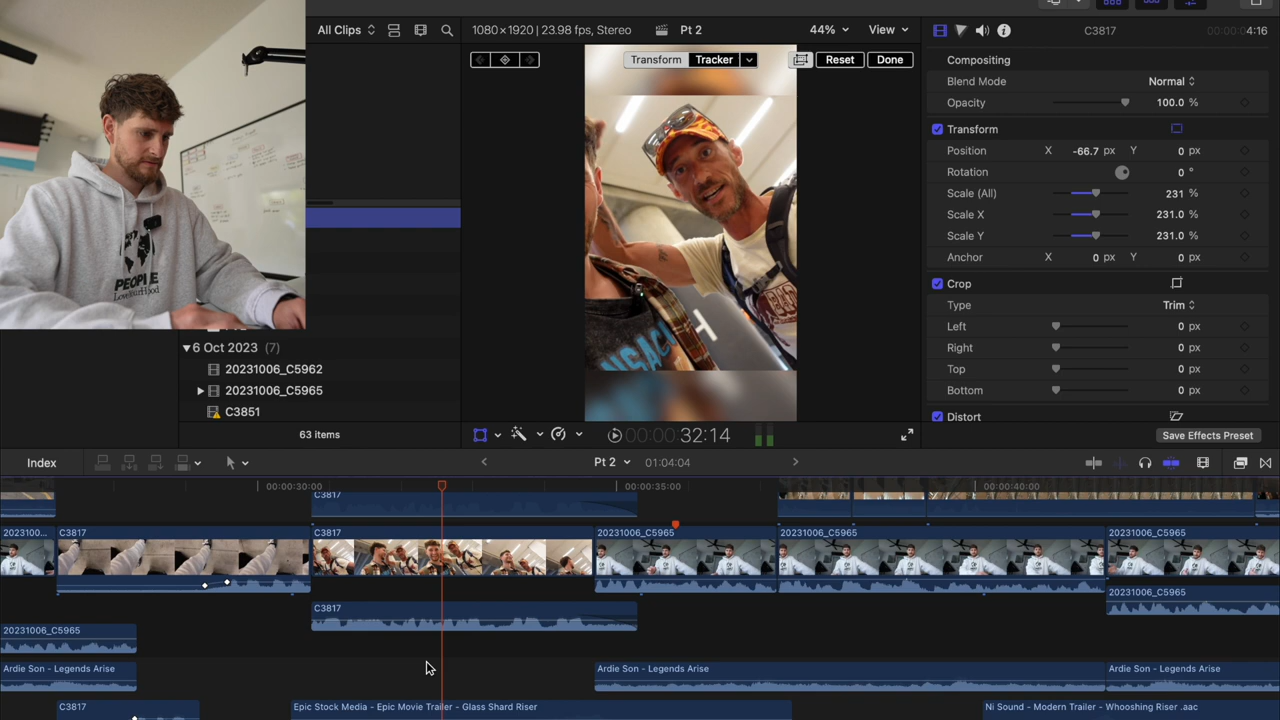 All Clips
1080×1920 | 23.98 fps, Stereo
Pt 2
44%
View
C3817
4:16
Transform
Tracker
Reset
Done
Compositing
Blend Mode
Normal
Opacity
100.0 %
Transform
Position
X
-66.7 px
Y
0 px
Rotation
0 °
Scale (All)
231 %
Scale X
231.0 %
Scale Y
231.0 %
Anchor
X
0 px
Y
0 px
Crop
Type
Trim
Left
0 px
Right
0 px
Top
0 px
Bottom
0 px
Distort
Save Effects Preset
PEOPLE
LoveYourHood
6 Oct 2023 (7)
20231006_C5962
20231006_C5965
C3851
63 items
00:00:32:14
Index
Pt 2
01:04:04
00:00:30:00
00:00:35:00
00:00:40:00
C3817
2023100...
C3817
C3817
20231006_C5965
20231006_C5965
20231006_C5965
C3817
20231006_C5965
20231006_C5965
Ardie Son - Legends Arise
Ardie Son - Legends Arise
Ardie Son - Legends Arise
C3817
Epic Stock Media - Epic Movie Trailer - Glass Shard Riser
Ni Sound - Modern Trailer - Whooshing Riser .aac